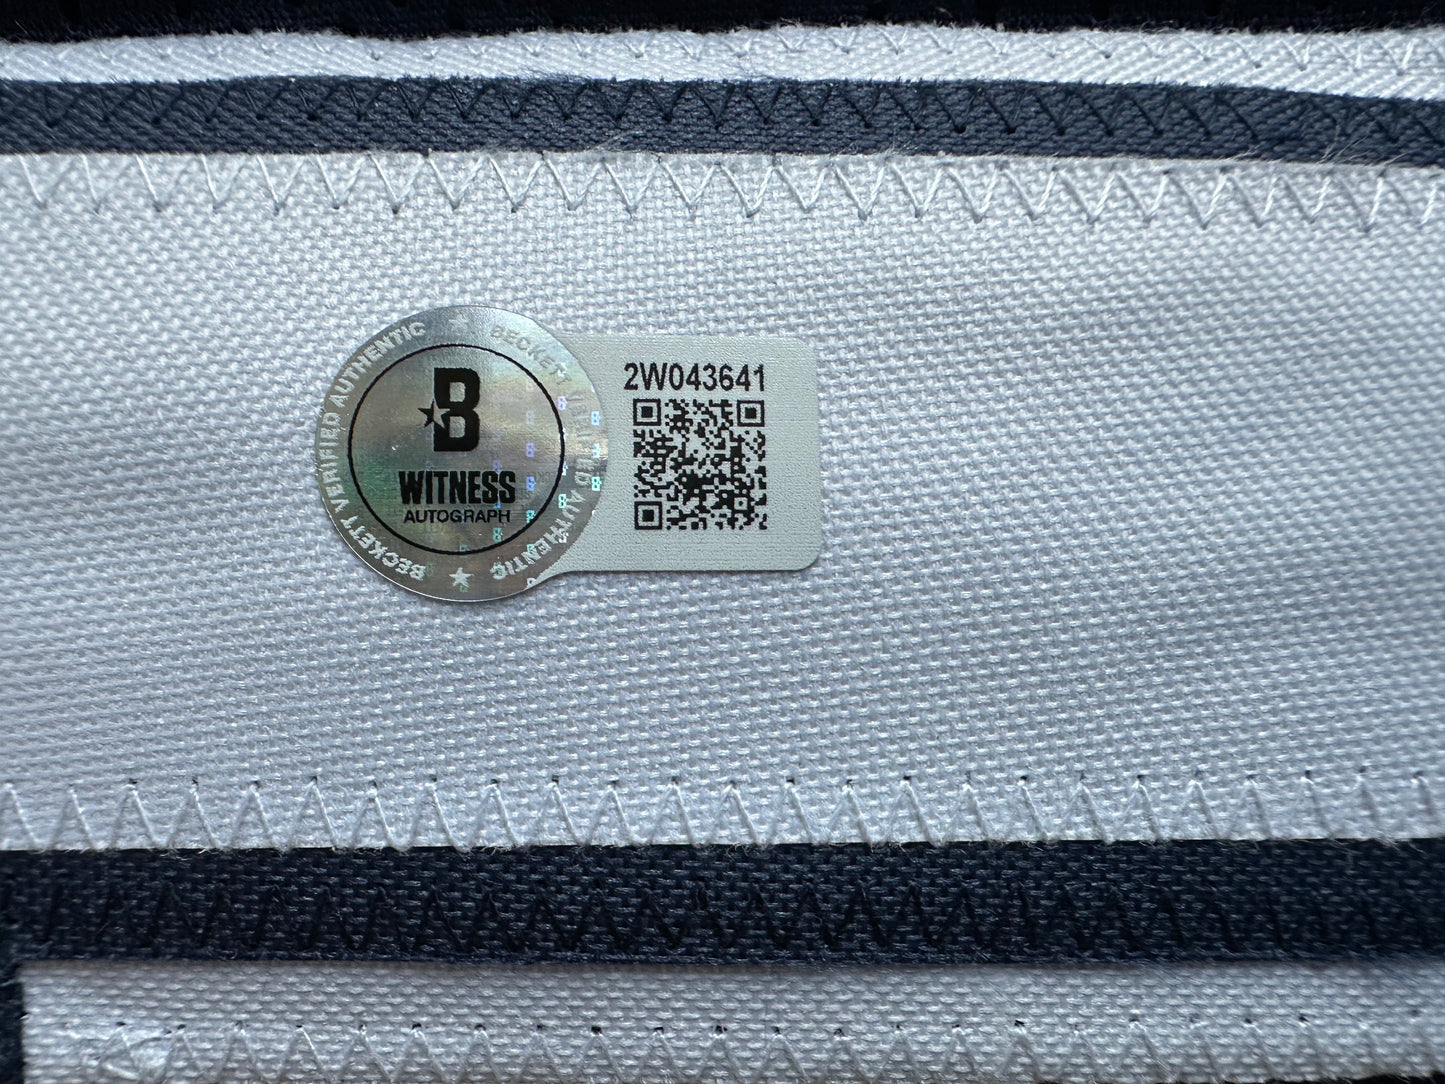 BECKETT VERIFIED AUTHENTIC ★ BECKETT VERIFIED AUTHENTIC ★
B
WITNESS
AUTOGRAPH
2W043641